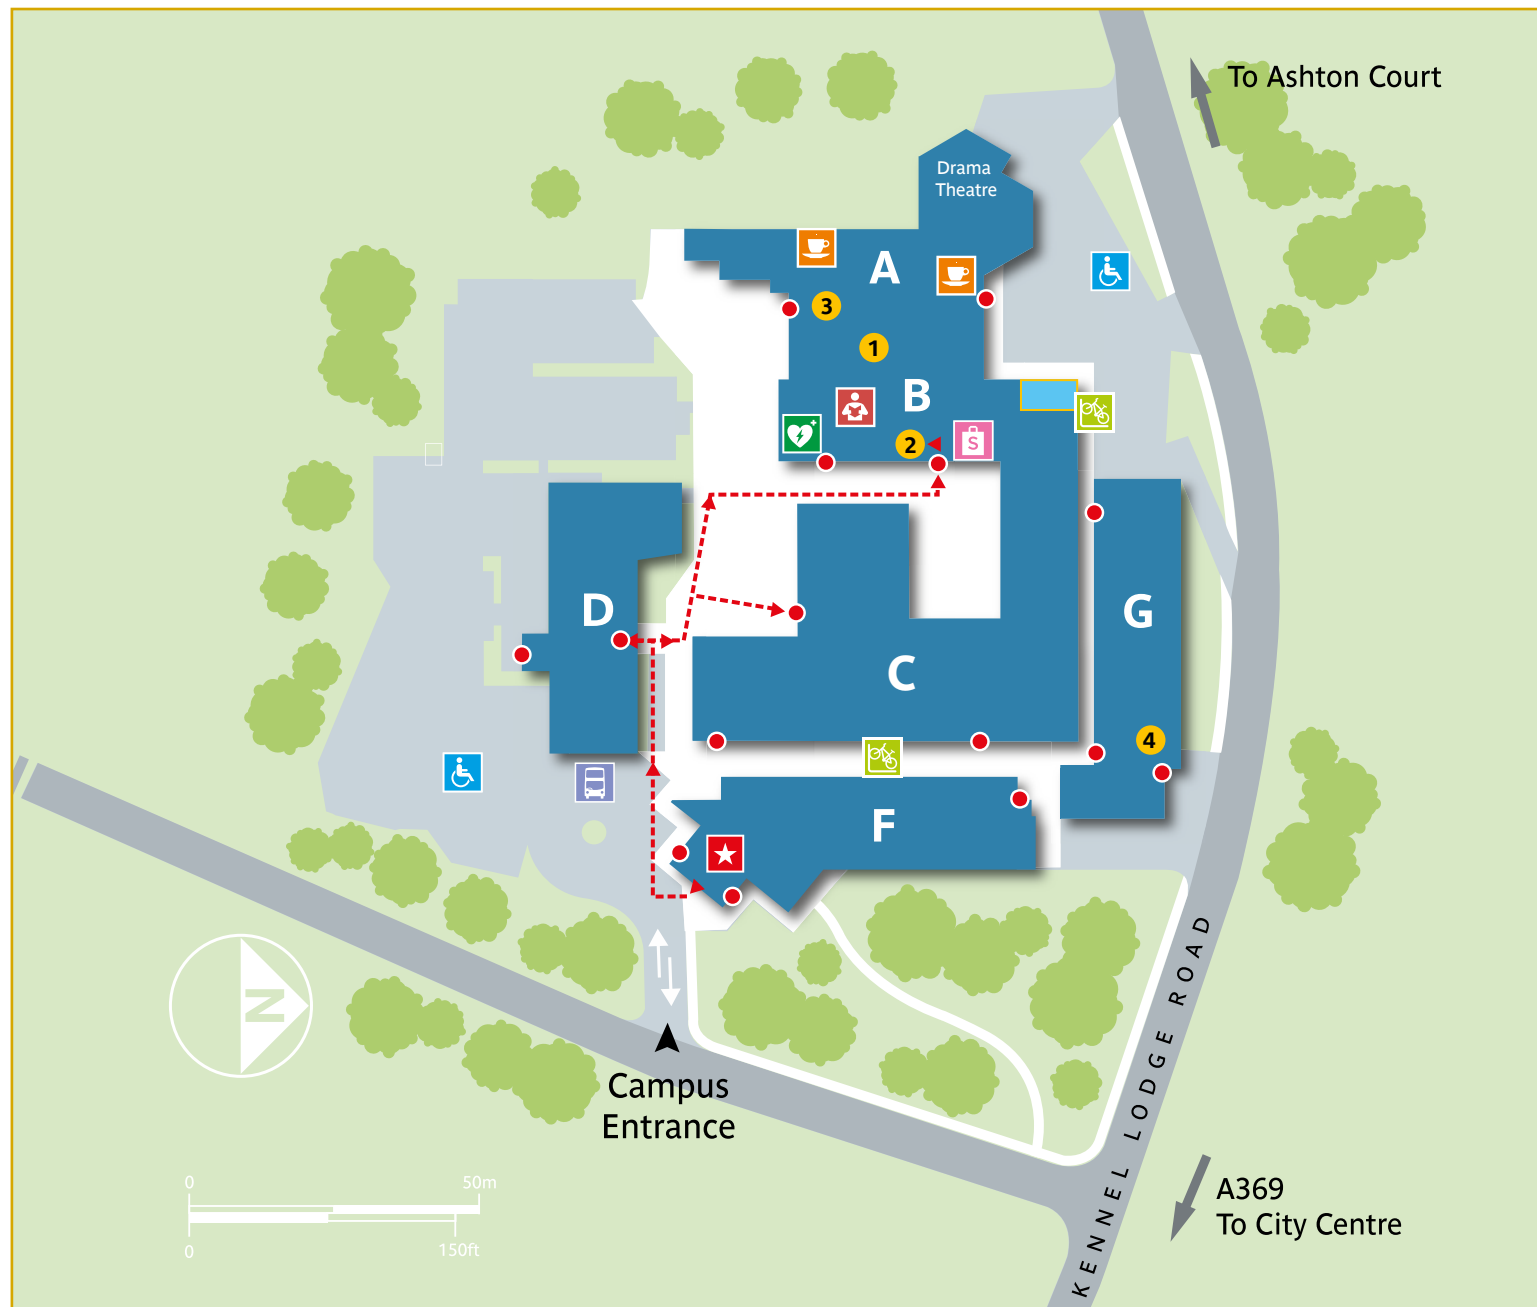 To Ashton Court
Drama
Theatre
A
3
1
B
2
S
D
G
C
4
F
N
Campus
Entrance
KENNEL LODGE ROAD
0
50m
0
150ft
A369
To City Centre